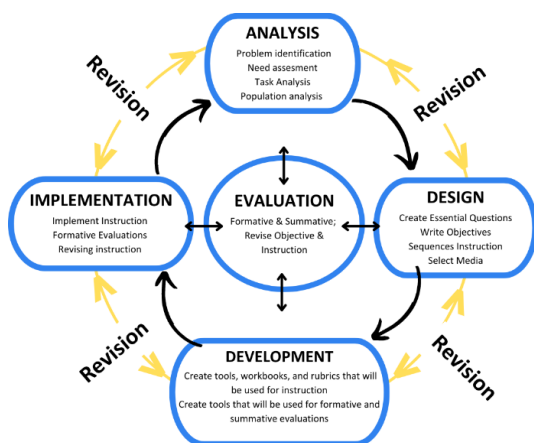 ANALYSIS
Problem identification
Need assesment
Task Analysis
Population analysis
Revision
Revision
IMPLEMENTATION
Implement Instruction
Formative Evaluations
Revising instruction
EVALUATION
Formative & Summative;
Revise Objective &
Instruction
DESIGN
Create Essential Questions
Write Objectives
Sequences Instruction
Select Media
Revision
Revision
DEVELOPMENT
Create tools, workbooks, and rubrics that will
be used for instruction
Create tools that will be used for formative and
summative evaluations